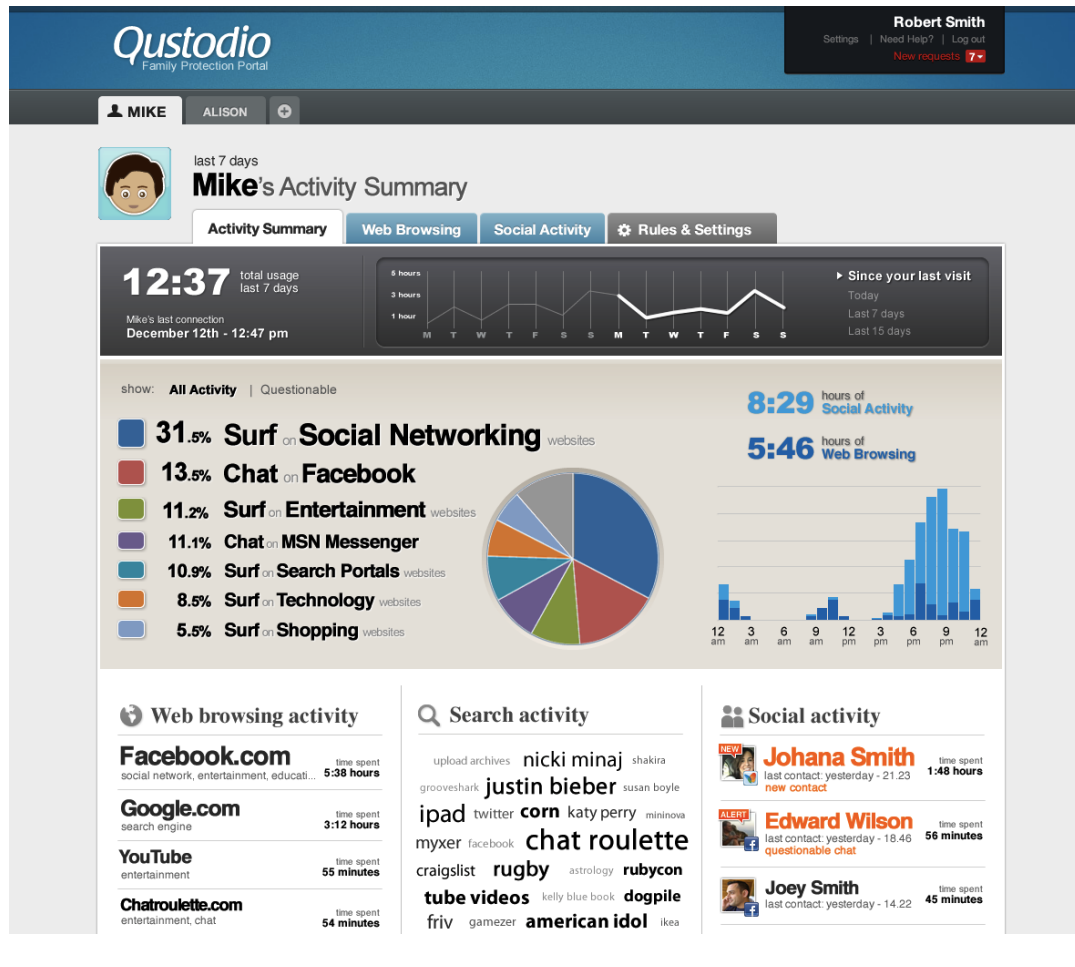 Qustodio
Family Protection Portal
Robert Smith
Settings | Need Help? | Log out
New requests 7
MIKE ALISON
last 7 days
Mike's Activity Summary
Activity Summary Web Browsing Social Activity Rules & Settings
12:37 total usage
last 7 days
Mike's last connection
December 12th - 12:47 pm
5 hours
3 hours
1 hour
M T W T F S S M T W T F S S
Since your last visit
Today
Last 7 days
Last 15 days
show: All Activity | Questionable
31.5% Surf on Social Networking websites
13.5% Chat on Facebook
11.2% Surf on Entertainment websites
11.1% Chat on MSN Messenger
10.9% Surf on Search Portals websites
8.5% Surf on Technology websites
5.5% Surf on Shopping websites
8:29 hours of
Social Activity
5:46 hours of
Web Browsing
12 3 6 9 12 3 6 9 12
am am am am pm pm pm pm am
Web browsing activity
Facebook.com
social network, entertainment, educati...
time spent
5:38 hours
Google.com
search engine
time spent
3:12 hours
YouTube
entertainment
time spent
55 minutes
Chatroulette.com
entertainment, chat
time spent
54 minutes
Search activity
upload archives nicki minaj shakira
grooveshark justin bieber susan boyle
ipad twitter corn katy perry mininova
myxer facebook chat roulette
craigslist rugby astrology rubycon
tube videos kelly blue book dogpile
friv gamezer american idol ikea
Social activity
NEW
Johana Smith
last contact: yesterday - 21.23
new contact
time spent
1:48 hours
ALERT
Edward Wilson
last contact: yesterday - 18.46
questionable chat
time spent
56 minutes
Joey Smith
last contact: yesterday - 14.22
time spent
45 minutes